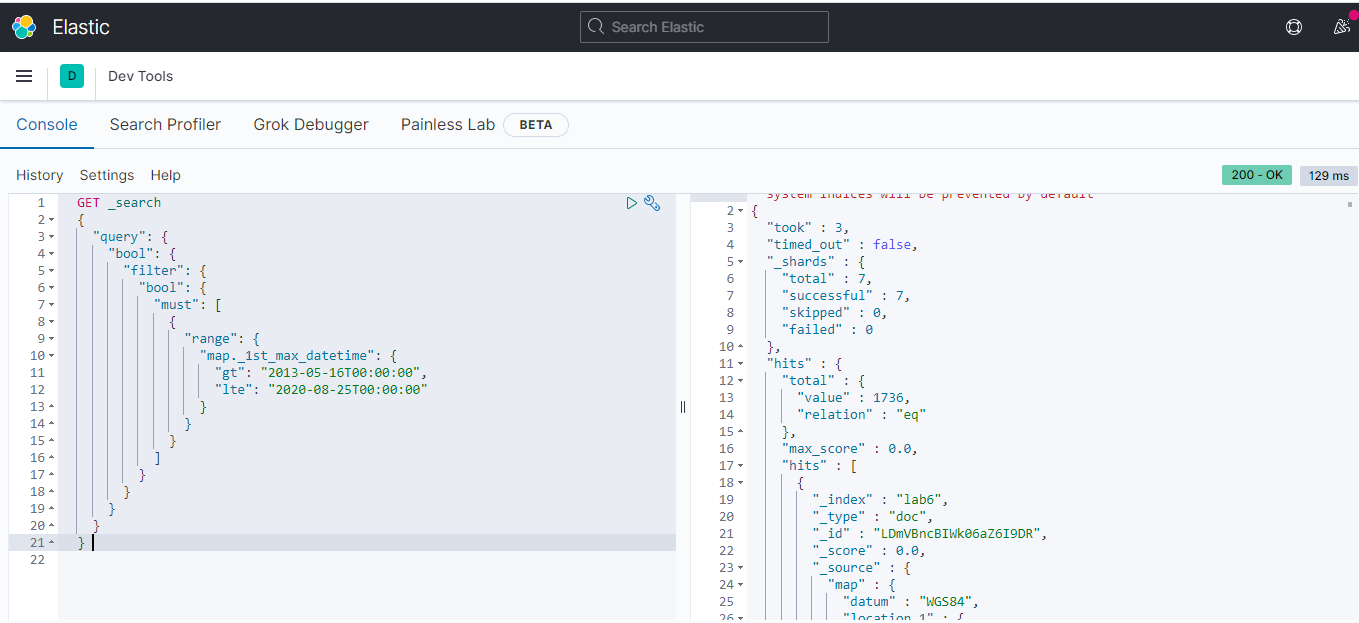 Elastic
Search Elastic
D
Dev Tools
Console
Search Profiler
Grok Debugger
Painless Lab
BETA
History
Settings
Help
200 - OK
129 ms
1 GET _search
2 {
3 "query": {
4 "bool": {
5 "filter": {
6 "bool": {
7 "must": [
8 {
9 "range": {
10 "map._1st_max_datetime": {
11 "gt": "2013-05-16T00:00:00",
12 "lte": "2020-08-25T00:00:00"
13 }
14 }
15 }
16 ]
17 }
18 }
19 }
20 }
21 }
22
system indices will be prevented by default
2 {
3 "took" : 3,
4 "timed_out" : false,
5 "_shards" : {
6 "total" : 7,
7 "successful" : 7,
8 "skipped" : 0,
9 "failed" : 0
10 },
11 "hits" : {
12 "total" : {
13 "value" : 1736,
14 "relation" : "eq"
15 },
16 "max_score" : 0.0,
17 "hits" : [
18 {
19 "_index" : "lab6",
20 "_type" : "doc",
21 "_id" : "LDmVBncBIWk06aZ6I9DR",
22 "_score" : 0.0,
23 "_source" : {
24 "map" : {
25 "datum" : "WGS84",
26 "location_1" : {